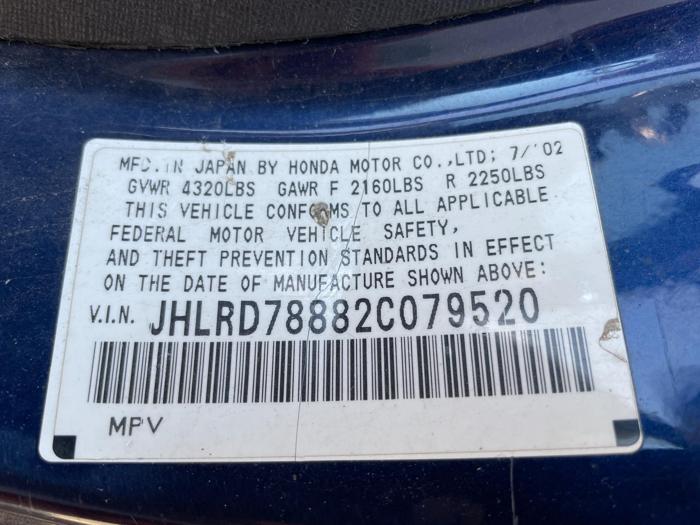 MFD. IN JAPAN BY HONDA MOTOR CO.,LTD; 7/'02
GVWR 4320LBS GAWR F 2160LBS R 2250LBS
THIS VEHICLE CONFORMS TO ALL APPLICABLE
FEDERAL MOTOR VEHICLE SAFETY,
AND THEFT PREVENTION STANDARDS IN EFFECT
ON THE DATE OF MANUFACTURE SHOWN ABOVE:
V.I.N. JHLRD78882C079520
MPV